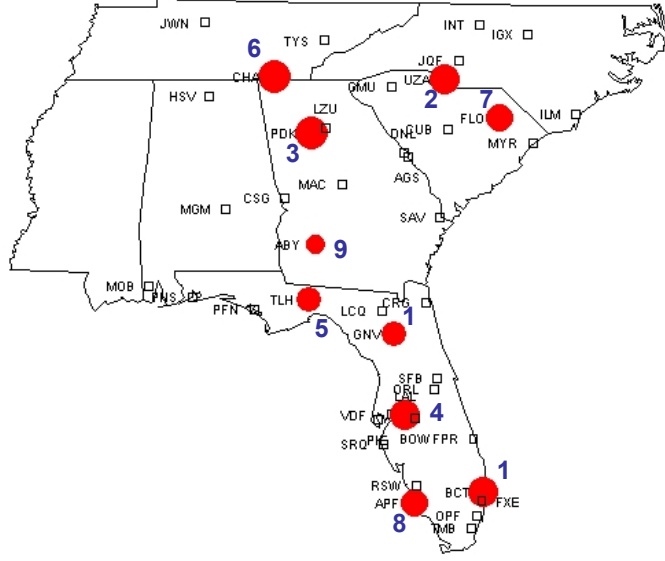 JWN
INT
IGX
TYS
6
JQF
CHA
UZA
GMU
HSV
2
7
LZU
FLO
ILM
PDK
CUB
DNL
3
MYR
AGS
MAC
CSG
MGM
SAV
ABY
9
MOB
PNS
TLH
CRG
PFN
LCQ
1
5
GNV
SFB
ORL
LAL
VDF
4
SRQ
BOW
FPR
1
RSW
BCT
APF
FXE
8
OPF
TMB